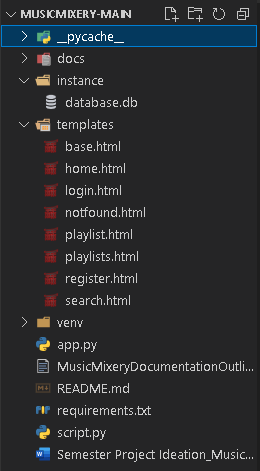 MUSICMIXERY-MAIN
__pycache__
docs
instance
database.db
templates
base.html
home.html
login.html
notfound.html
playlist.html
playlists.html
register.html
search.html
venv
app.py
MusicMixeryDocumentationOutli...
README.md
requirements.txt
script.py
Semester Project Ideation_Music...